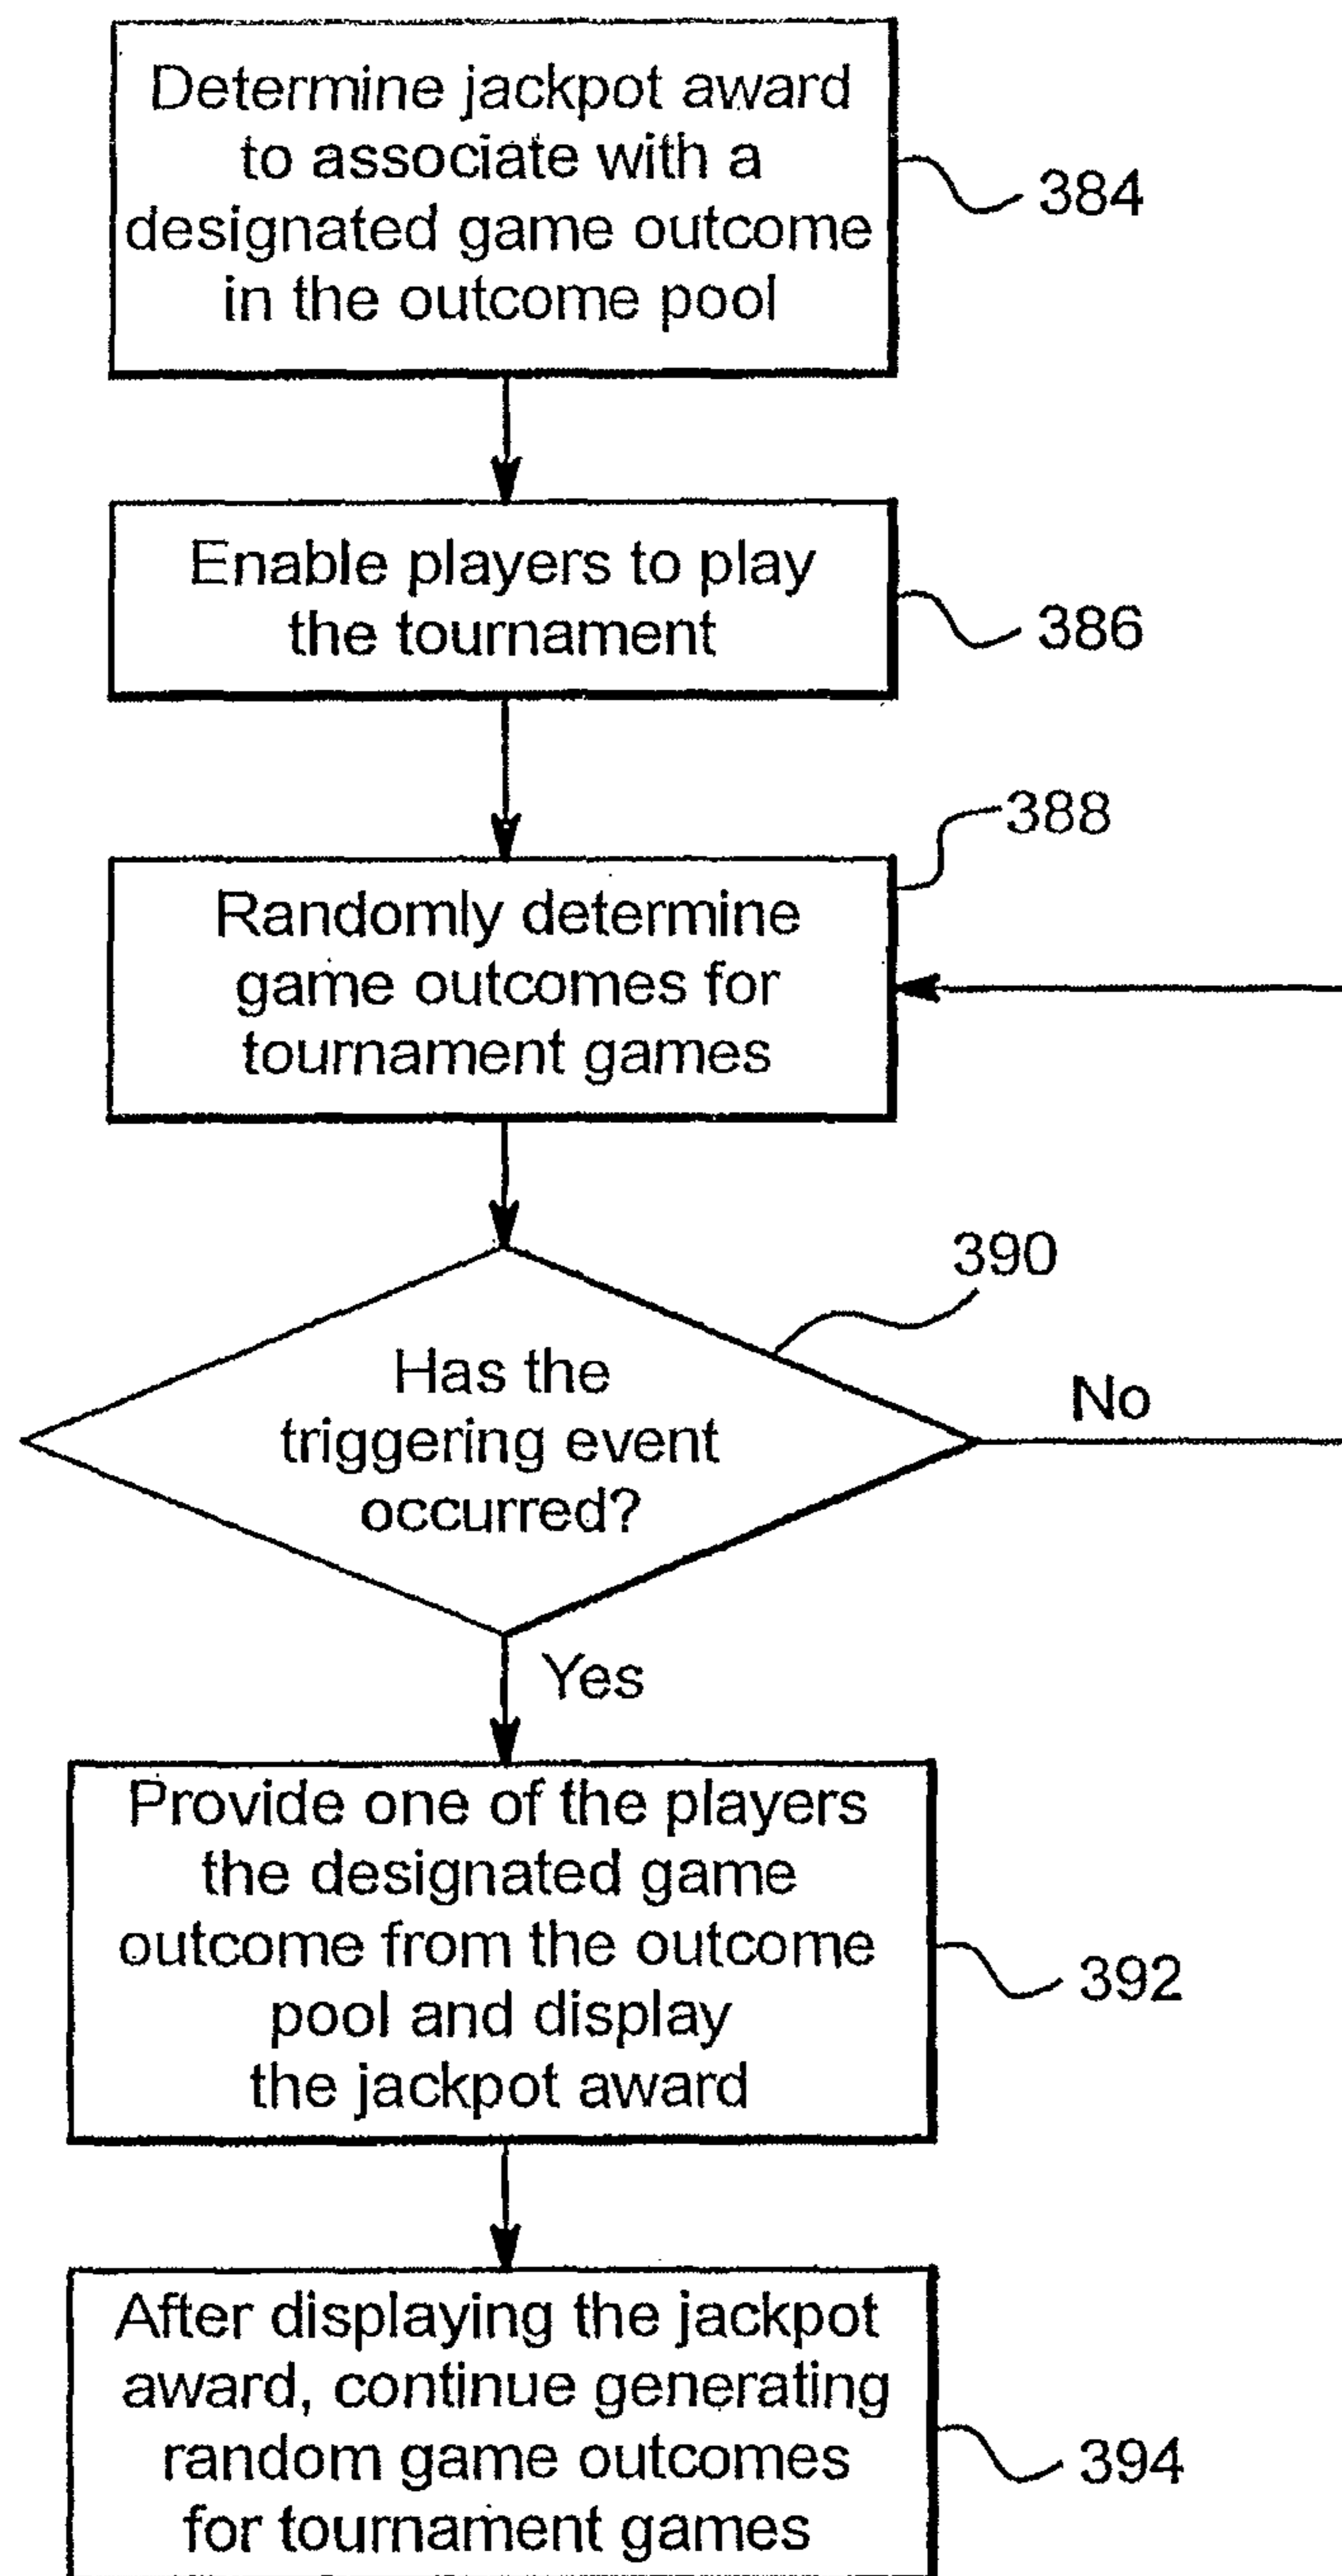 Determine jackpot award
to associate with a
designated game outcome
in the outcome pool
384
Enable players to play
the tournament
386
388
Randomly determine
game outcomes for
tournament games
390
Has the
triggering event
occurred?
No
Yes
Provide one of the players
the designated game
outcome from the outcome
pool and display
the jackpot award
392
After displaying the jackpot
award, continue generating
random game outcomes
for tournament games
394